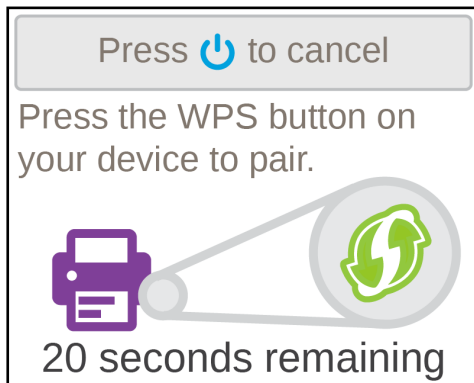 Press to cancel
Press the WPS button on
your device to pair.
20 seconds remaining